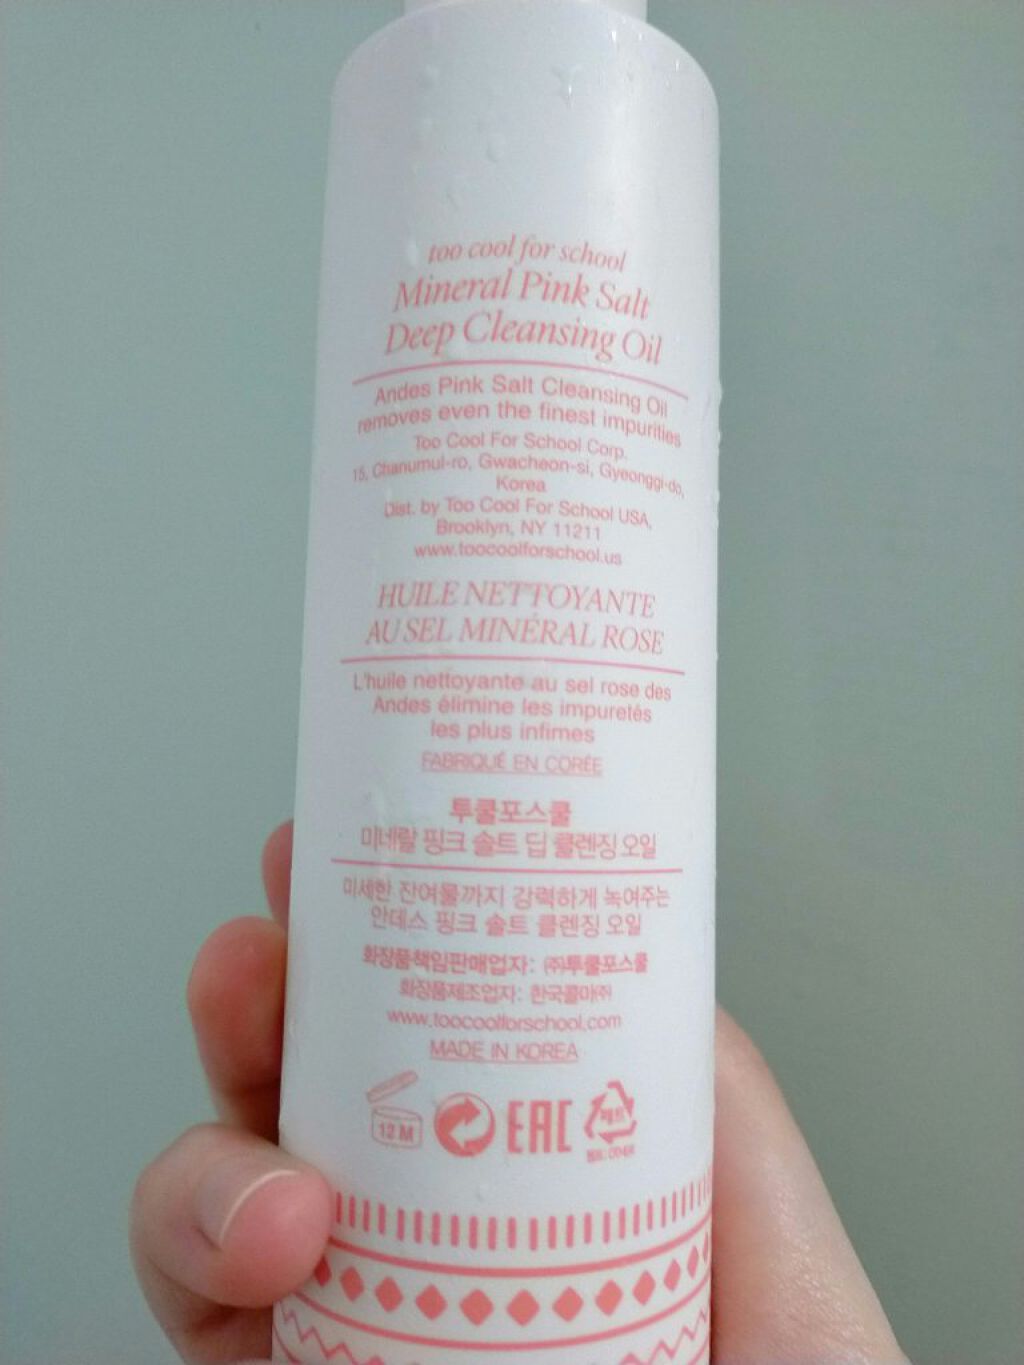 too cool for school
Mineral Pink Salt
Deep Cleansing Oil
Andes Pink Salt Cleansing Oil
removes even the finest impurities
Too Cool For School Corp.
15, Chanumul-ro, Gwacheon-si, Gyeonggi-do,
Korea
Dist. by Too Cool For School USA,
Brooklyn, NY 11211
www.toocoolforschool.us
HUILE NETTOYANTE
AU SEL MINÉRAL ROSE
L'huile nettoyante au sel rose des
Andes élimine les impuretés
les plus infimes
FABRIQUÉ EN CORÉE
투쿨포스쿨
미네랄 핑크 솔트 딥 클렌징 오일
미세한 잔여물까지 강력하게 녹여주는
안데스 핑크 솔트 클렌징 오일
화장품책임판매업자: ㈜투쿨포스쿨
화장품제조업자: 한국콜마㈜
www.toocoolforschool.com
MADE IN KOREA
12 M
EAC
페트